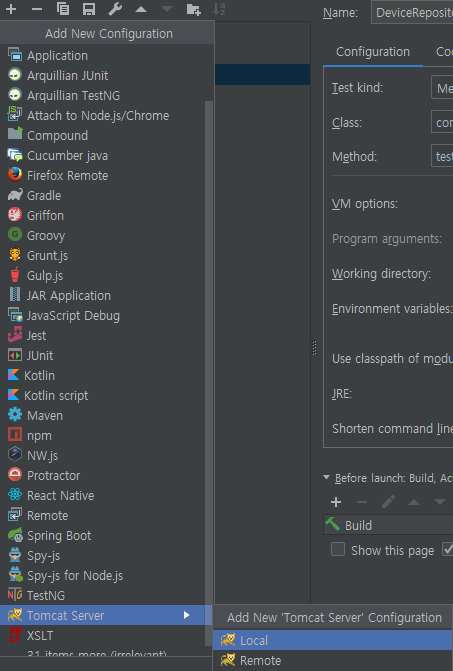 Add New Configuration
Application
Arquillian JUnit
Arquillian TestNG
Attach to Node.js/Chrome
Compound
Cucumber java
Firefox Remote
Gradle
Griffon
Groovy
Grunt.js
Gulp.js
JAR Application
JavaScript Debug
Jest
JUnit
Kotlin
Kotlin script
Maven
npm
NW.js
Protractor
React Native
Remote
Spring Boot
Spy-js
Spy-js for Node.js
TestNG
Tomcat Server
XSLT
31 items more (irrelevant)
Add New 'Tomcat Server' Configuration
Local
Remote
Name: DeviceReposito
Configuration Co
Test kind: Me
Class: con
Method: test
VM options:
Program arguments:
Working directory:
Environment variables:
Use classpath of modu
JRE:
Shorten command line
Before launch: Build, Act
Build
Show this page